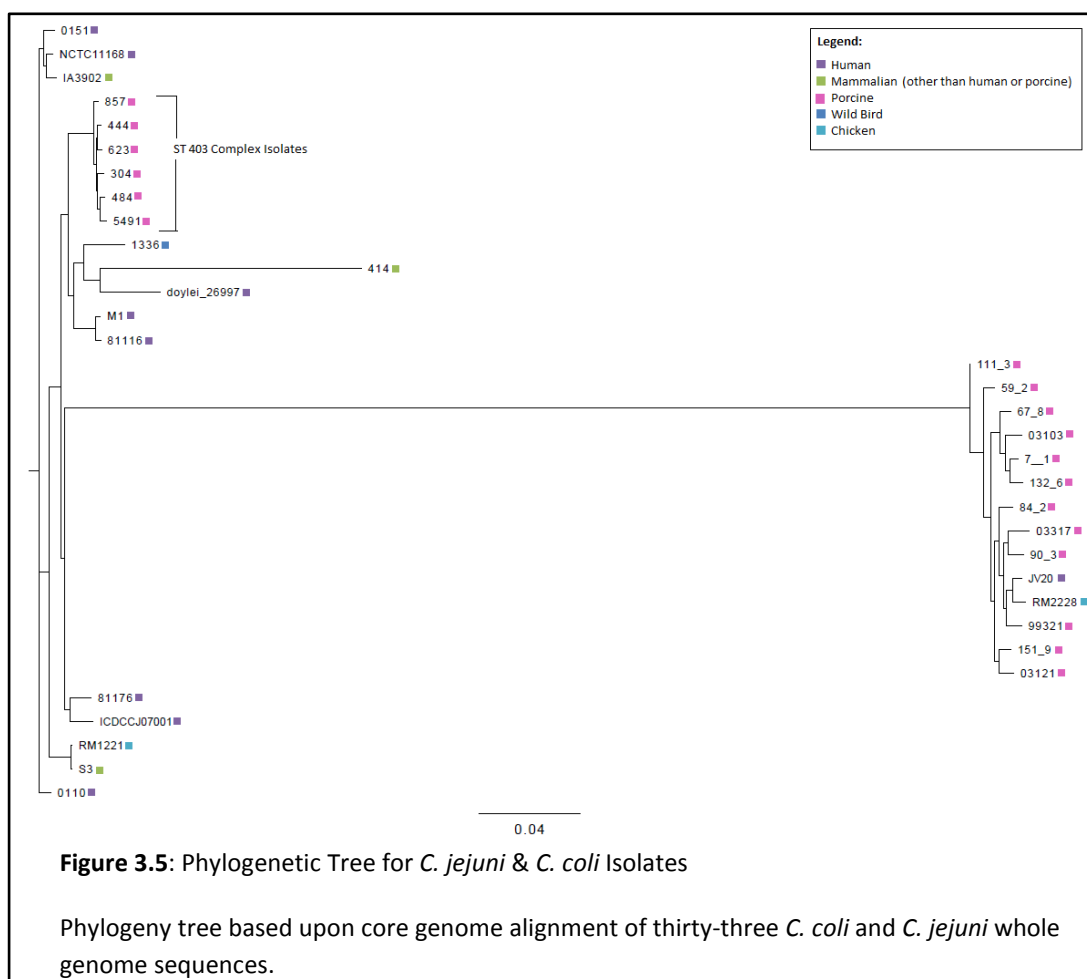 0151
NCTC11168
IA3902
857
444
623
304
484
5491
ST 403 Complex Isolates
1336
414
doylei_26997
M1
81116
111_3
59_2
67_8
03103
7__1
132_6
84_2
03317
90_3
JV20
RM2228
99321
151_9
03121
81176
ICDCCJ07001
RM1221
S3
0110
Legend:
Human
Mammalian (other than human or porcine)
Porcine
Wild Bird
Chicken
0.04
Figure 3.5: Phylogenetic Tree for C. jejuni & C. coli Isolates
Phylogeny tree based upon core genome alignment of thirty-three C. coli and C. jejuni whole
genome sequences.